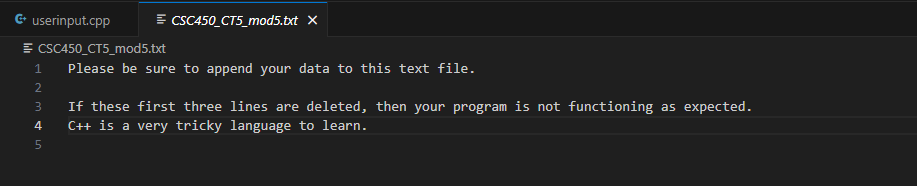 userinput.cpp CSC450_CT5_mod5.txt
CSC450_CT5_mod5.txt
1 Please be sure to append your data to this text file.
2
3 If these first three lines are deleted, then your program is not functioning as expected.
4 C++ is a very tricky language to learn.
5